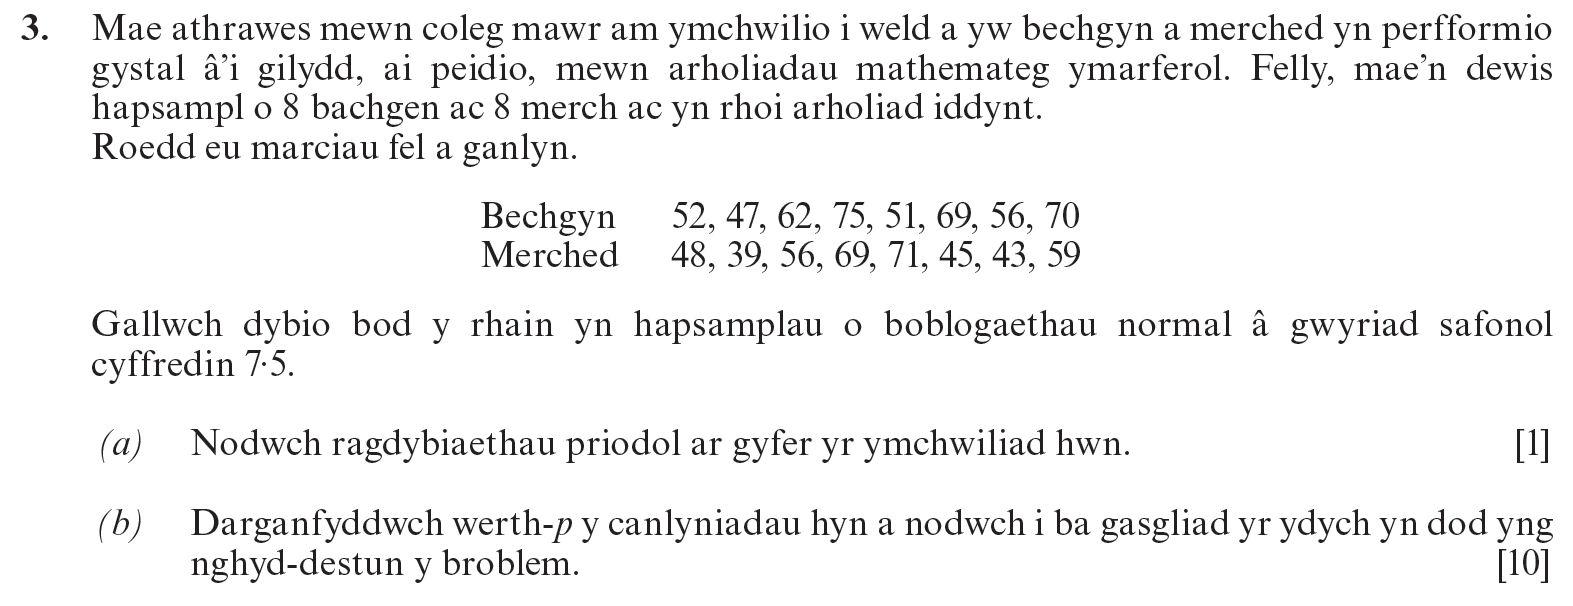 3. Mae athrawes mewn coleg mawr am ymchwilio i weld a yw bechgyn a merched yn perfformio
gystal â’i gilydd, ai peidio, mewn arholiadau mathemateg ymarferol. Felly, mae’n dewis
hapsampl o 8 bachgen ac 8 merch ac yn rhoi arholiad iddynt.
Roedd eu marciau fel a ganlyn.
Bechgyn 52, 47, 62, 75, 51, 69, 56, 70
Merched 48, 39, 56, 69, 71, 45, 43, 59
Gallwch dybio bod y rhain yn hapsamplau o boblogaethau normal â gwyriad safonol
cyffredin 7·5.
(a) Nodwch ragdybiaethau priodol ar gyfer yr ymchwiliad hwn. [1]
(b) Darganfyddwch werth-p y canlyniadau hyn a nodwch i ba gasgliad yr ydych yn dod yng
nghyd-destun y broblem. [10]